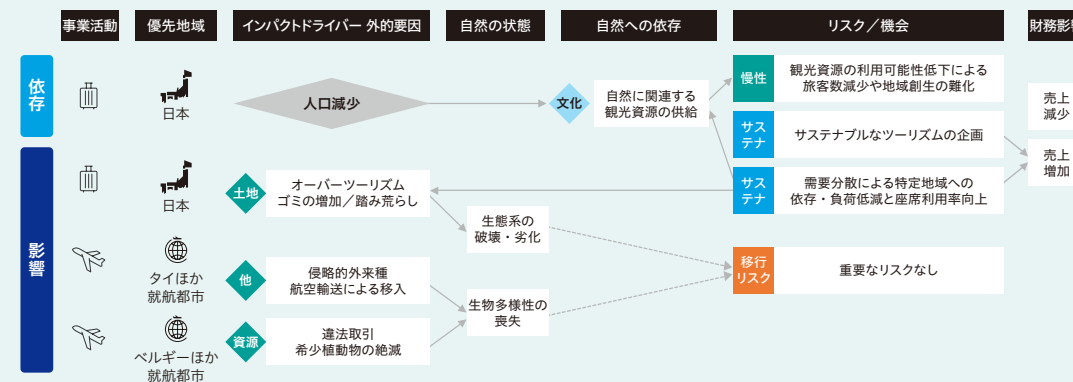 事業活動
優先地域
インパクトドライバー 外的要因
自然の状態
自然への依存
リスク／機会
財務影響
依存
日本
人口減少
文化
自然に関連する
観光資源の供給
慢性
観光資源の利用可能性低下による
旅客数減少や地域創生の難化
サス
テナ
サステナブルなツーリズムの企画
売上
減少
売上
増加
影響
日本
土地
オーバーツーリズム
ゴミの増加／踏み荒らし
生態系の
破壊・劣化
サス
テナ
需要分散による特定地域への
依存・負荷低減と座席利用率向上
タイほか
就航都市
他
侵略的外来種
航空輸送による移入
生物多様性の
喪失
移行
リスク
重要なリスクなし
ベルギーほか
就航都市
資源
違法取引
希少植動物の絶滅